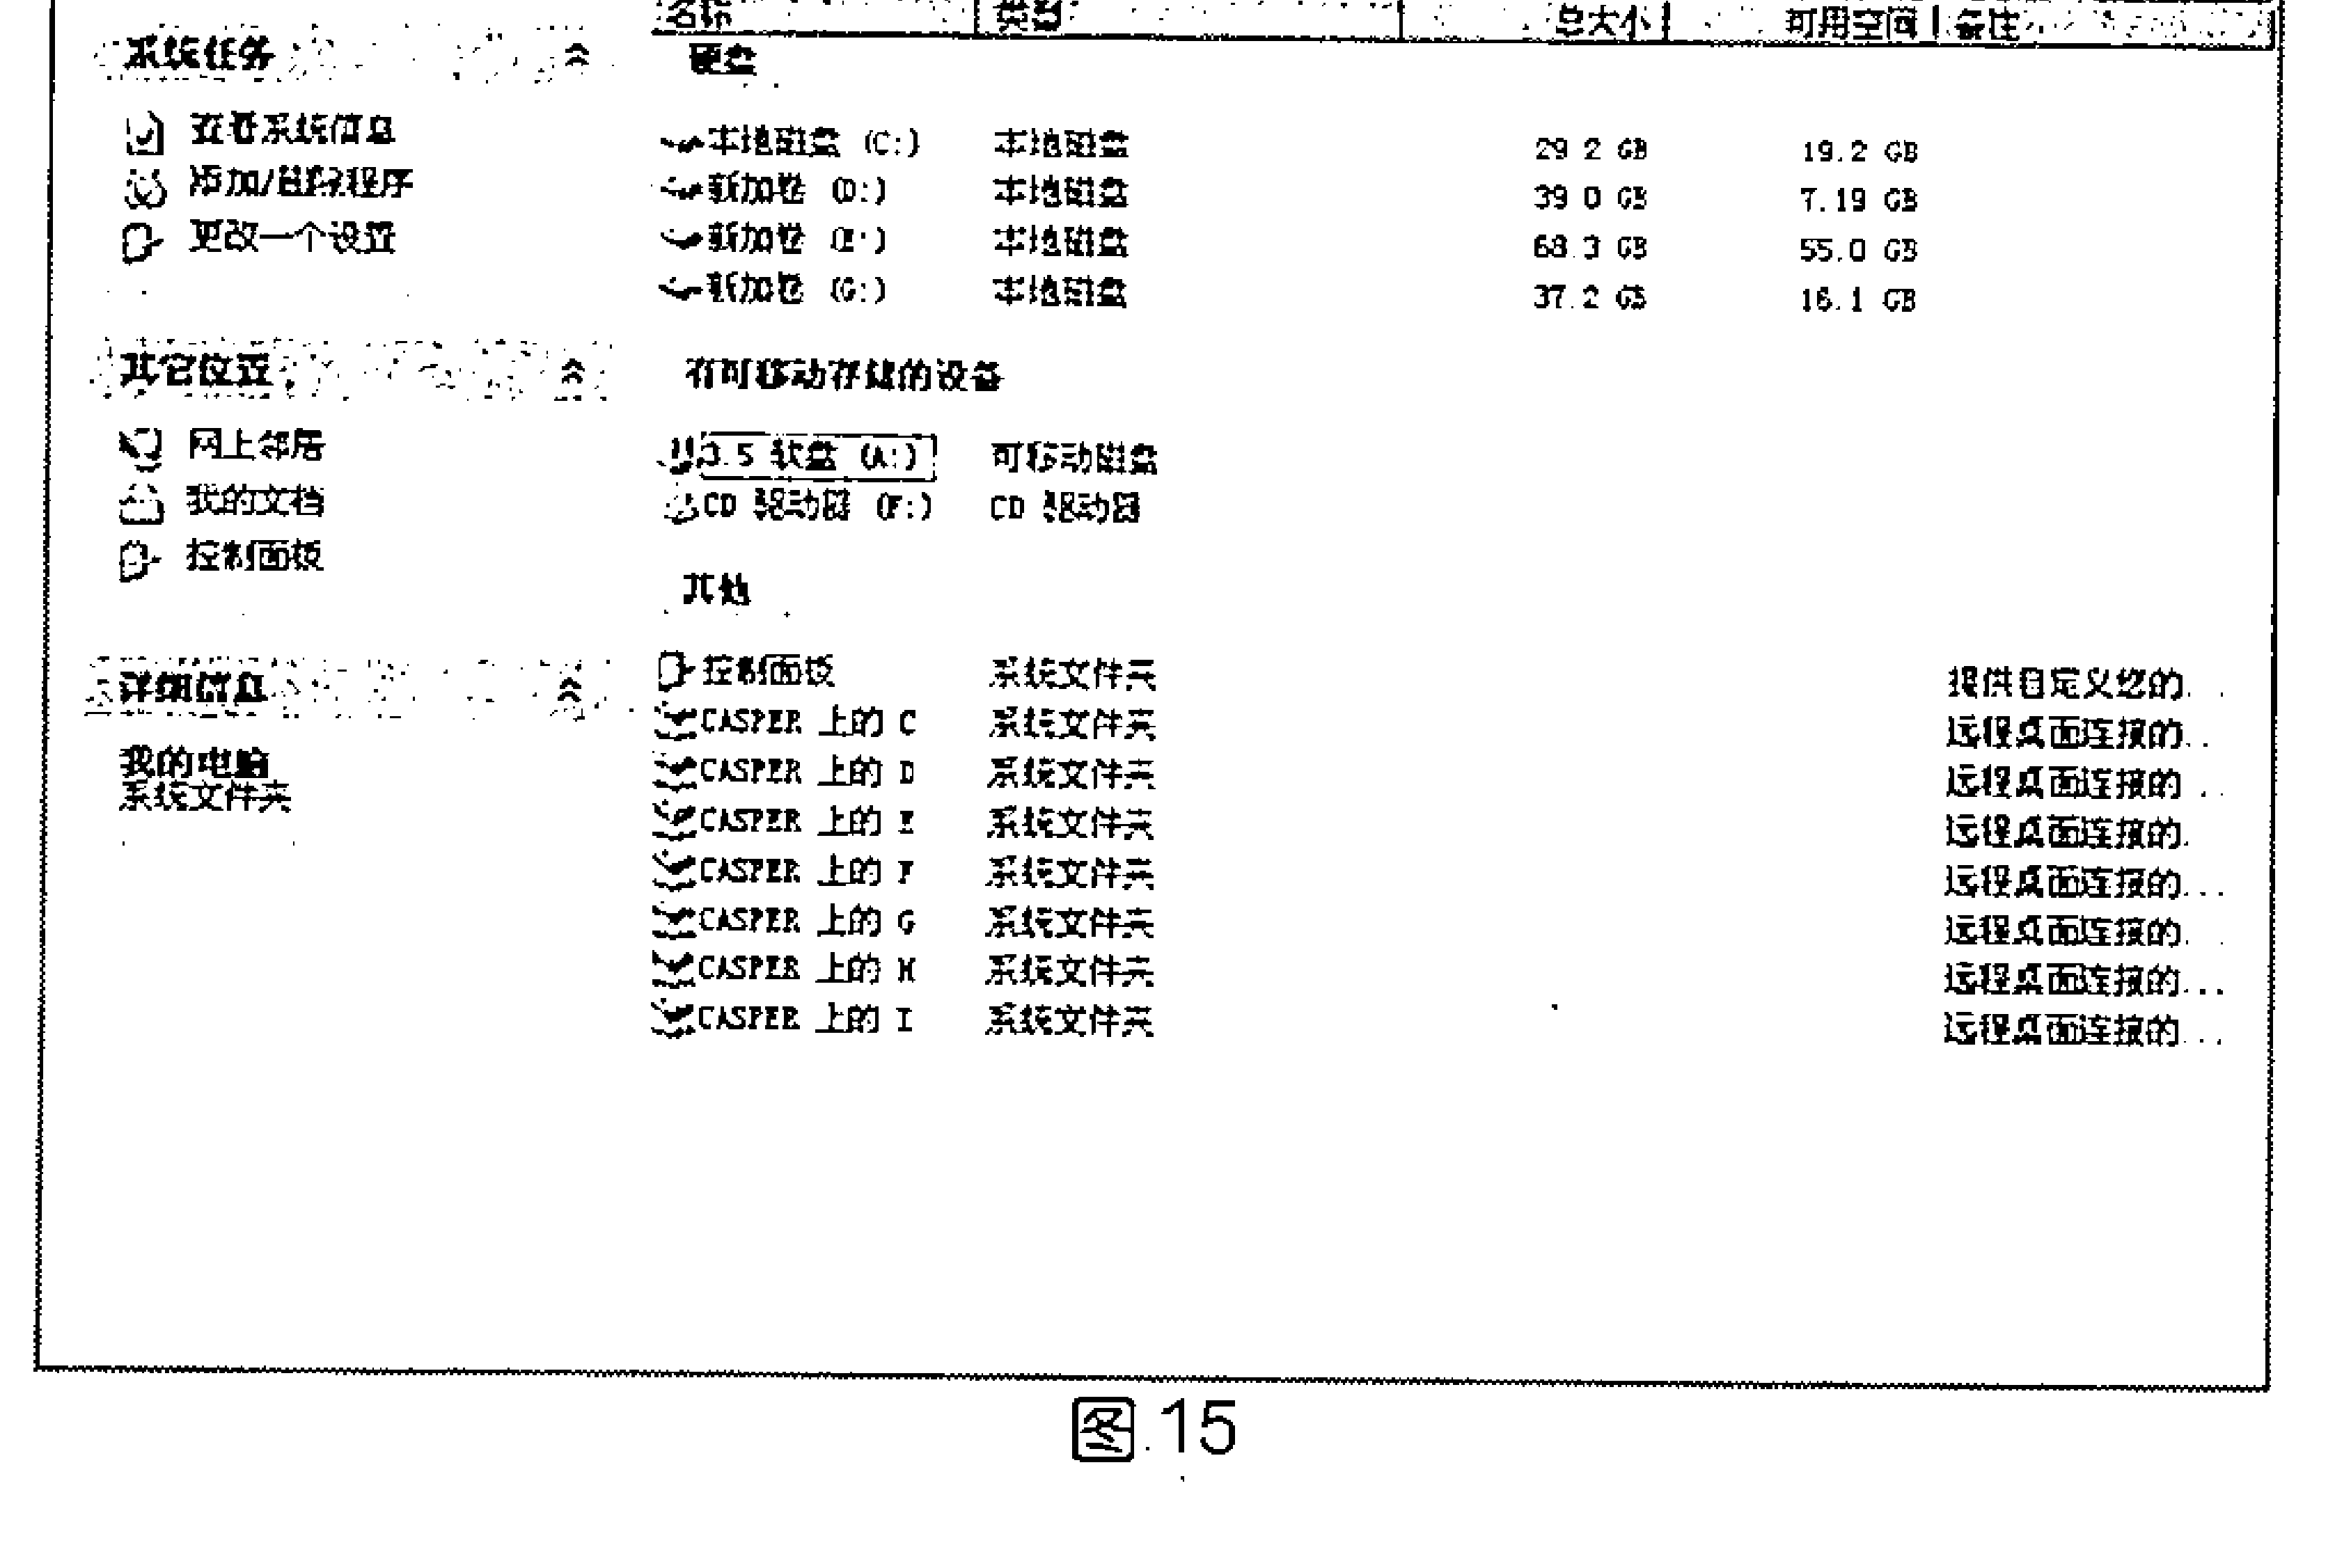 名称 类型 总大小 可用空间 备注
系统任务
查看系统信息
添加/删除程序
更改一个设置
其它位置
网上邻居
我的文档
控制面板
详细信息
我的电脑
系统文件夹
硬盘
本地磁盘 (C:) 本地磁盘 29.2 GB 19.2 GB
新加卷 (D:) 本地磁盘 39.0 GB 7.19 GB
新加卷 (E:) 本地磁盘 68.3 GB 55.0 GB
新加卷 (G:) 本地磁盘 37.2 GB 16.1 GB
有可移动存储的设备
3.5 软盘 (A:) 可移动磁盘
CD 驱动器 (F:) CD 驱动器
其他
控制面板 系统文件夹 提供自定义您的...
CASPER 上的 C 系统文件夹 远程桌面连接的...
CASPER 上的 D 系统文件夹 远程桌面连接的...
CASPER 上的 E 系统文件夹 远程桌面连接的...
CASPER 上的 F 系统文件夹 远程桌面连接的...
CASPER 上的 G 系统文件夹 远程桌面连接的...
CASPER 上的 H 系统文件夹 远程桌面连接的...
CASPER 上的 I 系统文件夹 远程桌面连接的...
图.15